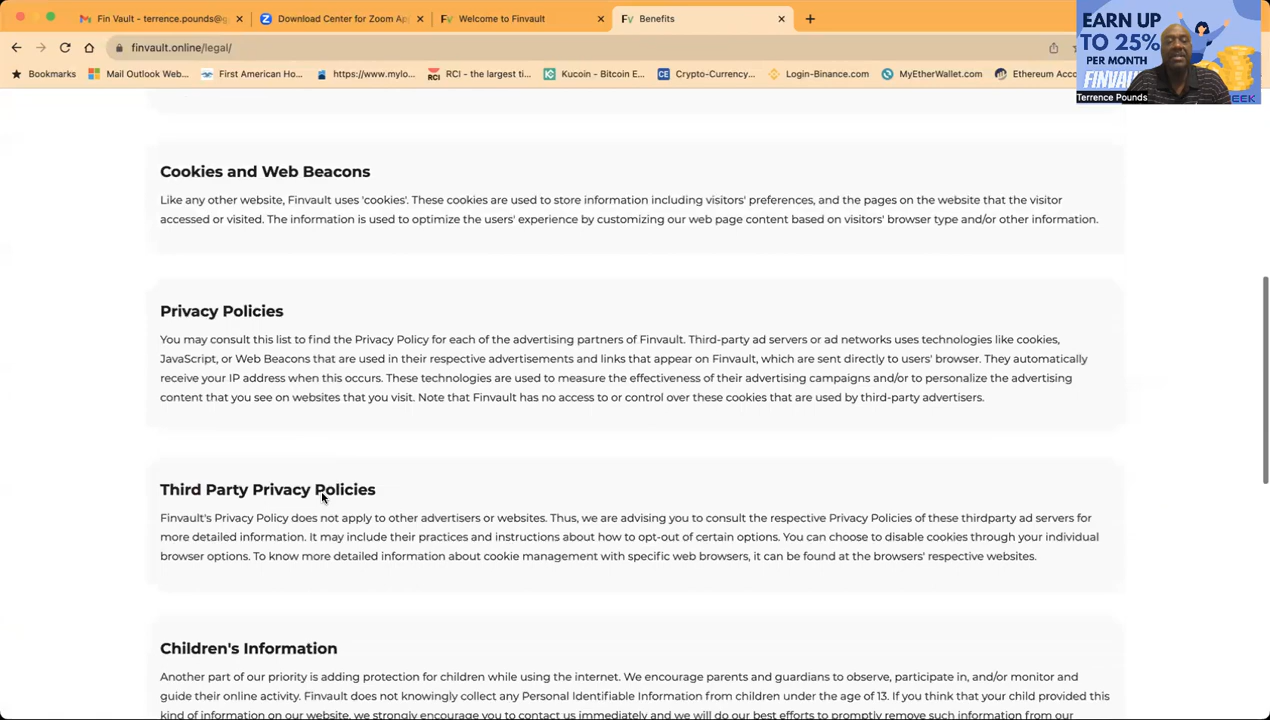 Fin Vault - terrence.pounds@g
Download Center for Zoom Ap
Welcome to Finvault
Benefits
finvault.online/legal/
Bookmarks
Mail Outlook Web...
First American Ho...
https://www.mylo...
RCI - the largest ti...
Kucoin - Bitcoin E...
Crypto-Currency...
Login-Binance.com
MyEtherWallet.com
Ethereum Acc
EARN UP
TO 25%
PER MONTH
FINVAUL
Terrence Pounds
EEK
Cookies and Web Beacons
Like any other website, Finvault uses 'cookies'. These cookies are used to store information including visitors' preferences, and the pages on the website that the visitor
accessed or visited. The information is used to optimize the users' experience by customizing our web page content based on visitors' browser type and/or other information.
Privacy Policies
You may consult this list to find the Privacy Policy for each of the advertising partners of Finvault. Third-party ad servers or ad networks uses technologies like cookies,
JavaScript, or Web Beacons that are used in their respective advertisements and links that appear on Finvault, which are sent directly to users' browser. They automatically
receive your IP address when this occurs. These technologies are used to measure the effectiveness of their advertising campaigns and/or to personalize the advertising
content that you see on websites that you visit. Note that Finvault has no access to or control over these cookies that are used by third-party advertisers.
Third Party Privacy Policies
Finvault's Privacy Policy does not apply to other advertisers or websites. Thus, we are advising you to consult the respective Privacy Policies of these thirdparty ad servers for
more detailed information. It may include their practices and instructions about how to opt-out of certain options. You can choose to disable cookies through your individual
browser options. To know more detailed information about cookie management with specific web browsers, it can be found at the browsers' respective websites.
Children's Information
Another part of our priority is adding protection for children while using the internet. We encourage parents and guardians to observe, participate in, and/or monitor and
guide their online activity. Finvault does not knowingly collect any Personal Identifiable Information from children under the age of 13. If you think that your child provided this
kind of information on our website, we strongly encourage you to contact us immediately and we will do our best efforts to promptly remove such information from our